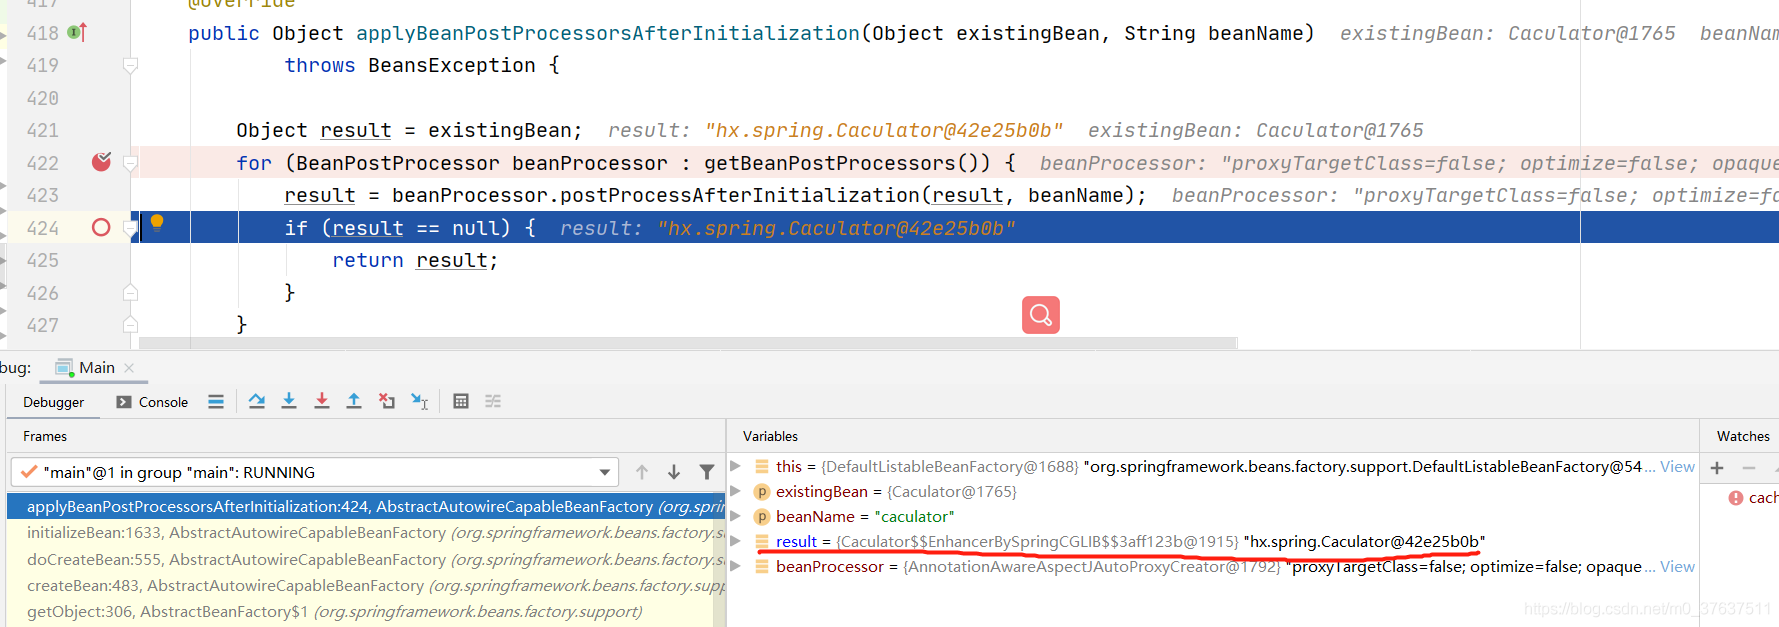 417 @Override
418 public Object applyBeanPostProcessorsAfterInitialization(Object existingBean, String beanName) existingBean: Caculator@1765 beanNam
419 throws BeansException {
420
421 Object result = existingBean; result: "hx.spring.Caculator@42e25b0b" existingBean: Caculator@1765
422 for (BeanPostProcessor beanProcessor : getBeanPostProcessors()) { beanProcessor: "proxyTargetClass=false; optimize=false; opaque
423 result = beanProcessor.postProcessAfterInitialization(result, beanName); beanProcessor: "proxyTargetClass=false; optimize=fa
424 if (result == null) { result: "hx.spring.Caculator@42e25b0b"
425 return result;
426 }
427 }
bug: Main
Debugger Console
Frames
Variables
Watches
"main"@1 in group "main": RUNNING
applyBeanPostProcessorsAfterInitialization:424, AbstractAutowireCapableBeanFactory (org.sprin
initializeBean:1633, AbstractAutowireCapableBeanFactory (org.springframework.beans.factory.su
doCreateBean:555, AbstractAutowireCapableBeanFactory (org.springframework.beans.factory.sup
createBean:483, AbstractAutowireCapableBeanFactory (org.springframework.beans.factory.supp
getObject:306, AbstractBeanFactory$1 (org.springframework.beans.factory.support)
this = {DefaultListableBeanFactory@1688} "org.springframework.beans.factory.support.DefaultListableBeanFactory@54... View
existingBean = {Caculator@1765}
beanName = "caculator"
result = {Caculator$$EnhancerBySpringCGLIB$$3aff123b@1915} "hx.spring.Caculator@42e25b0b"
beanProcessor = {AnnotationAwareAspectJAutoProxyCreator@1792} "proxyTargetClass=false; optimize=false; opaque ... View
cach
https://blog.csdn.net/m0_37637511